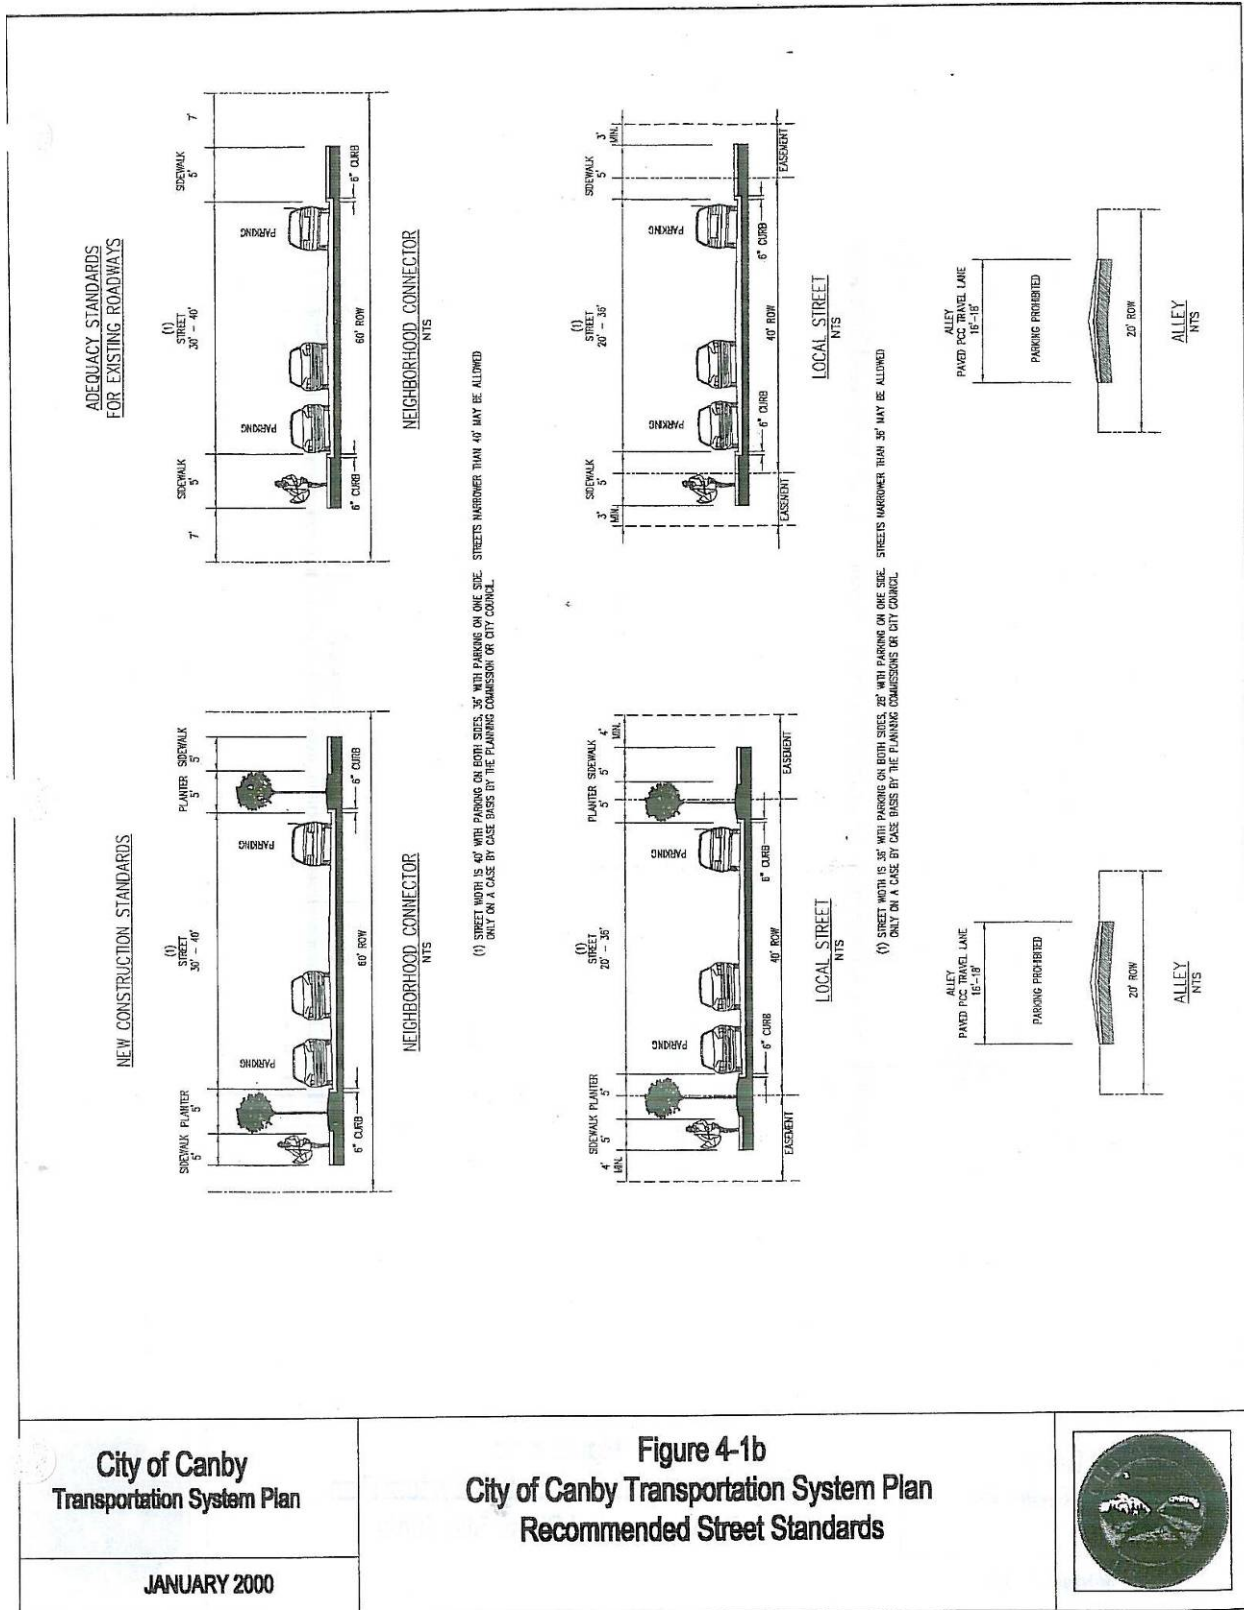 NEW CONSTRUCTION STANDARDS
SIDEWALK PLANTER
5' 5'
(1)
STREET
30' - 40'
PLANTER SIDEWALK
5' 5'
PARKING
PARKING
6" CURB
6" CURB
60' ROW
NEIGHBORHOOD CONNECTOR
NTS
ADEQUACY STANDARDS
FOR EXISTING ROADWAYS
7'
SIDEWALK
5'
(1)
STREET
30' - 40'
SIDEWALK
5'
7'
PARKING
PARKING
6" CURB
6" CURB
60' ROW
NEIGHBORHOOD CONNECTOR
NTS
(1) STREET WIDTH IS 40' WITH PARKING ON BOTH SIDES, 36' WITH PARKING ON ONE SIDE. STREETS NARROWER THAN 40' MAY BE ALLOWED
ONLY ON A CASE BY CASE BASIS BY THE PLANNING COMMISSION OR CITY COUNCIL.
4'
MIN.
SIDEWALK PLANTER
5' 5'
(1)
STREET
20' - 36'
PLANTER SIDEWALK
5' 5'
4'
MIN.
PARKING
PARKING
6" CURB
6" CURB
EASEMENT
40' ROW
EASEMENT
LOCAL STREET
NTS
3'
MIN.
SIDEWALK
5'
(1)
STREET
20' - 36'
SIDEWALK
5'
3'
MIN.
PARKING
PARKING
6" CURB
6" CURB
EASEMENT
40' ROW
EASEMENT
LOCAL STREET
NTS
(1) STREET WIDTH IS 36' WITH PARKING ON BOTH SIDES, 28' WITH PARKING ON ONE SIDE. STREETS NARROWER THAN 36' MAY BE ALLOWED
ONLY ON A CASE BY CASE BASIS BY THE PLANNING COMMISSIONS OR CITY COUNCIL.
ALLEY
PAVED PCC TRAVEL LANE
16'-18'
PARKING PROHIBITED
20' ROW
ALLEY
NTS
ALLEY
PAVED PCC TRAVEL LANE
16'-18'
PARKING PROHIBITED
20' ROW
ALLEY
NTS
City of Canby
Transportation System Plan
JANUARY 2000
Figure 4-1b
City of Canby Transportation System Plan
Recommended Street Standards